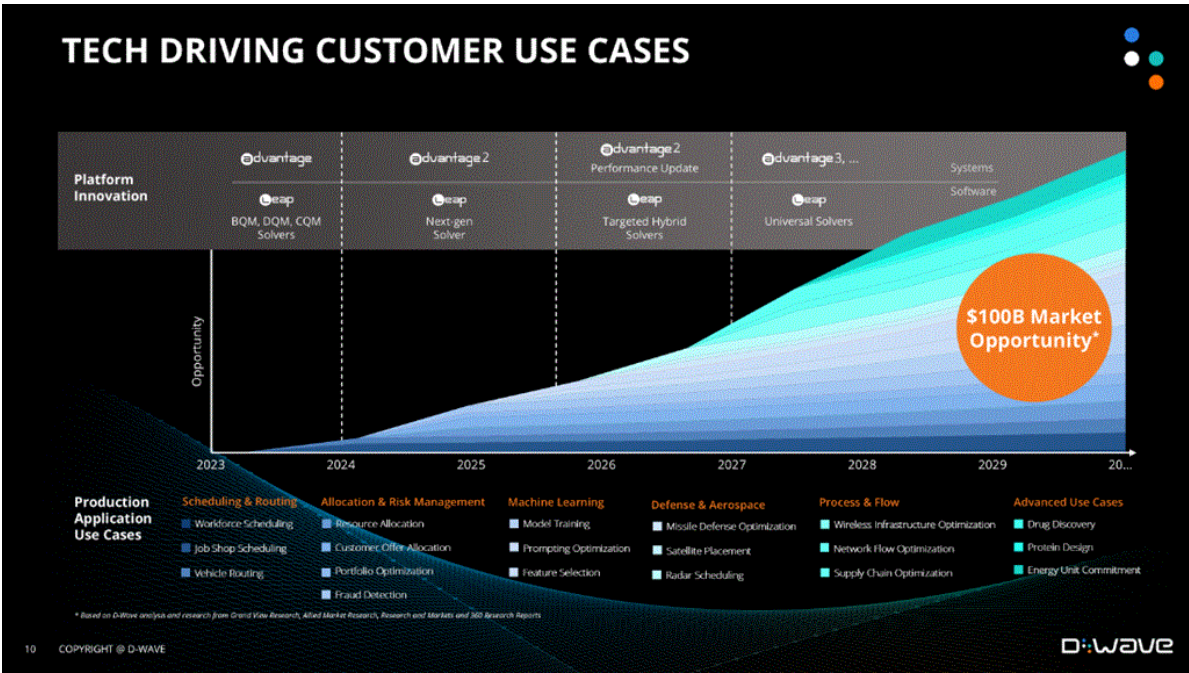 TECH DRIVING CUSTOMER USE CASES
Platform
Innovation
advantage
advantage2
advantage2
Performance Update
advantage3, ...
Systems
Software
Leap
BQM, DQM, CQM
Solvers
Leap
Next-gen
Solver
Leap
Targeted Hybrid
Solvers
Leap
Universal Solvers
Opportunity
$100B Market
Opportunity*
2023
2024
2025
2026
2027
2028
2029
20...
Production
Application
Use Cases
Scheduling & Routing
Workforce Scheduling
Job Shop Scheduling
Vehicle Routing
Allocation & Risk Management
Resource Allocation
Customer Offer Allocation
Portfolio Optimization
Fraud Detection
Machine Learning
Model Training
Prompting Optimization
Feature Selection
Defense & Aerospace
Missile Defense Optimization
Satellite Placement
Radar Scheduling
Process & Flow
Wireless Infrastructure Optimization
Network Flow Optimization
Supply Chain Optimization
Advanced Use Cases
Drug Discovery
Protein Design
Energy Unit Commitment
* Based on D-Wave analysis and research from Grand View Research, Allied Market Research, Research and Markets and 360 Research Reports
10 COPYRIGHT @ D-WAVE
D:wave